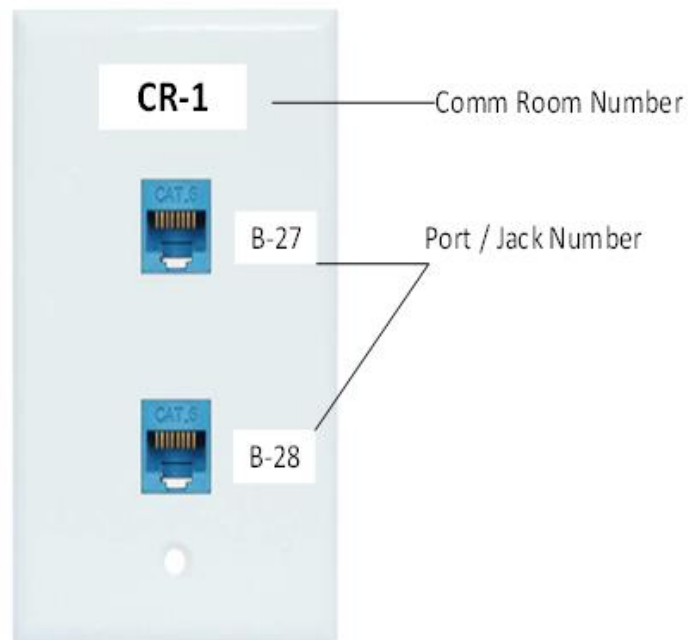 CR-1
Comm Room Number
CAT.6
B-27
Port / Jack Number
CAT.6
B-28